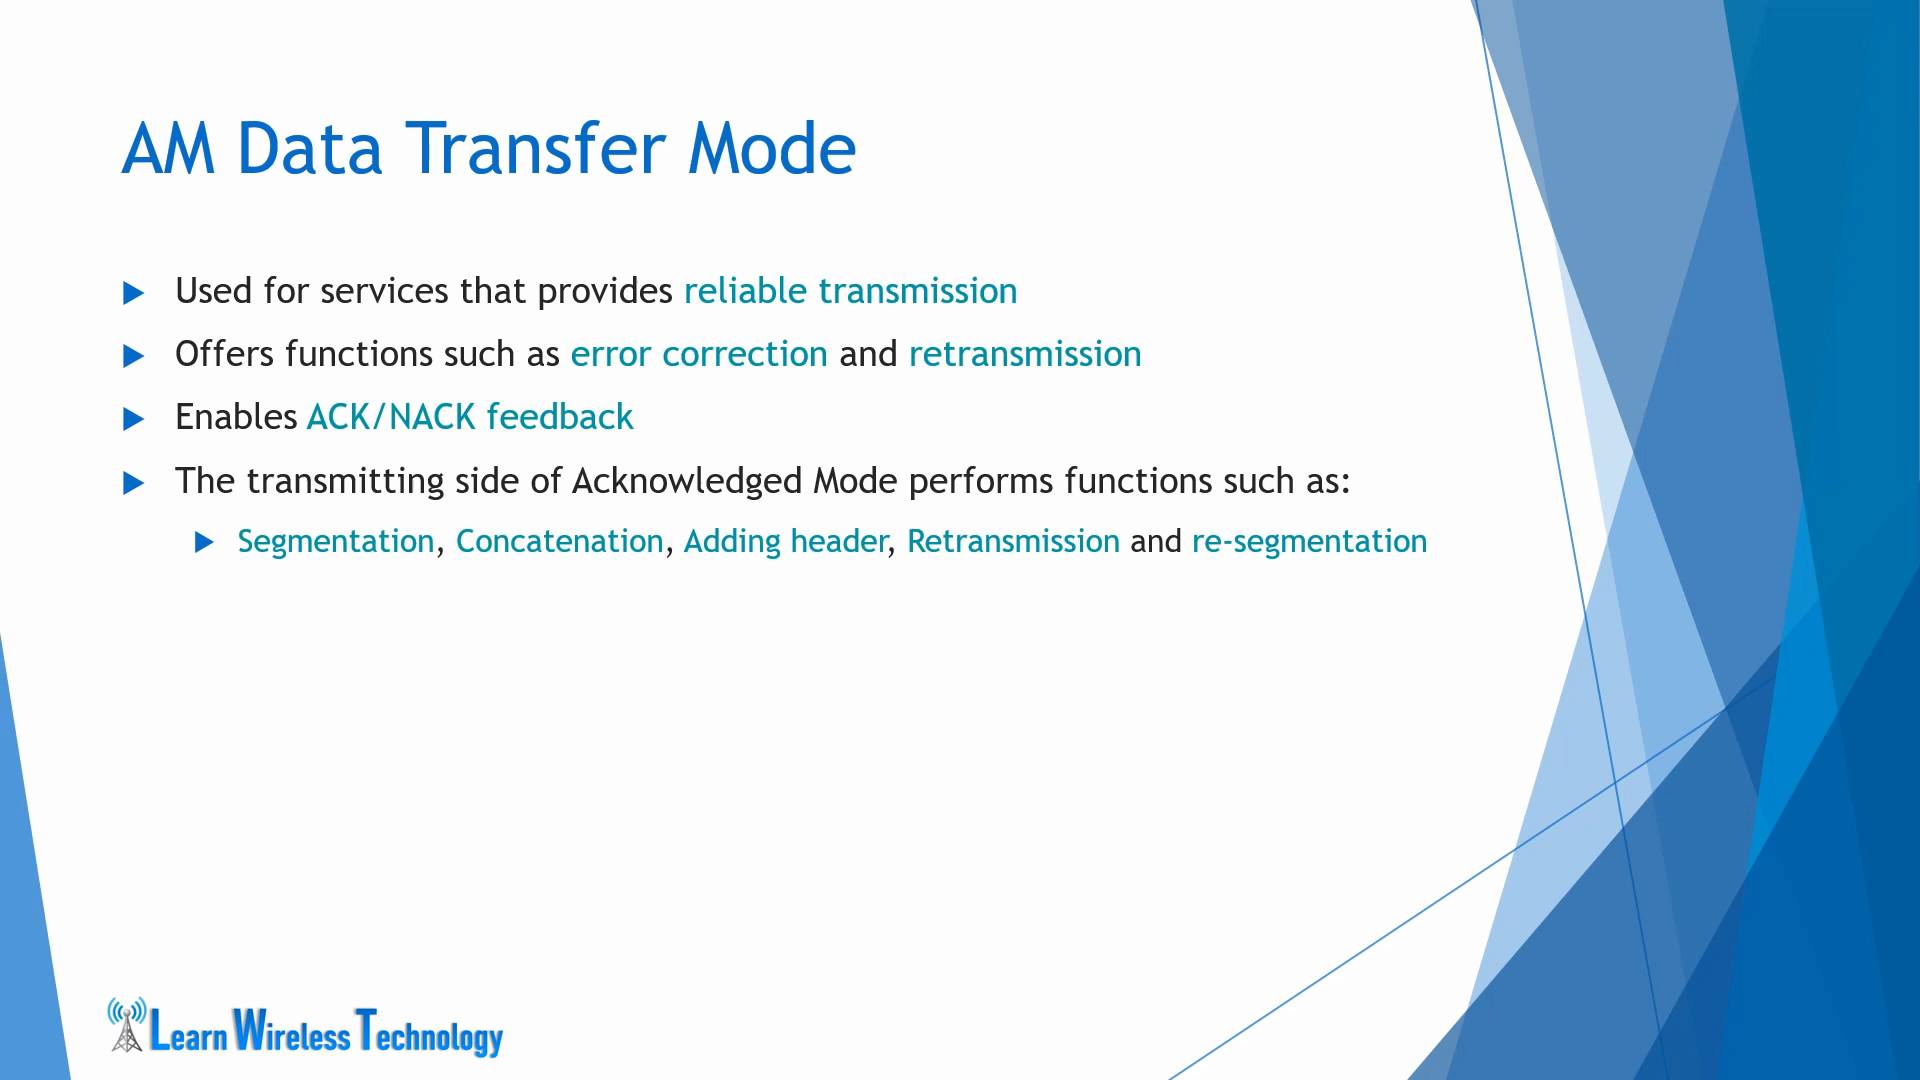 AM Data Transfer Mode
Used for services that provides reliable transmission
Offers functions such as error correction and retransmission
Enables ACK/NACK feedback
The transmitting side of Acknowledged Mode performs functions such as:
Segmentation, Concatenation, Adding header, Retransmission and re-segmentation
Learn Wireless Technology